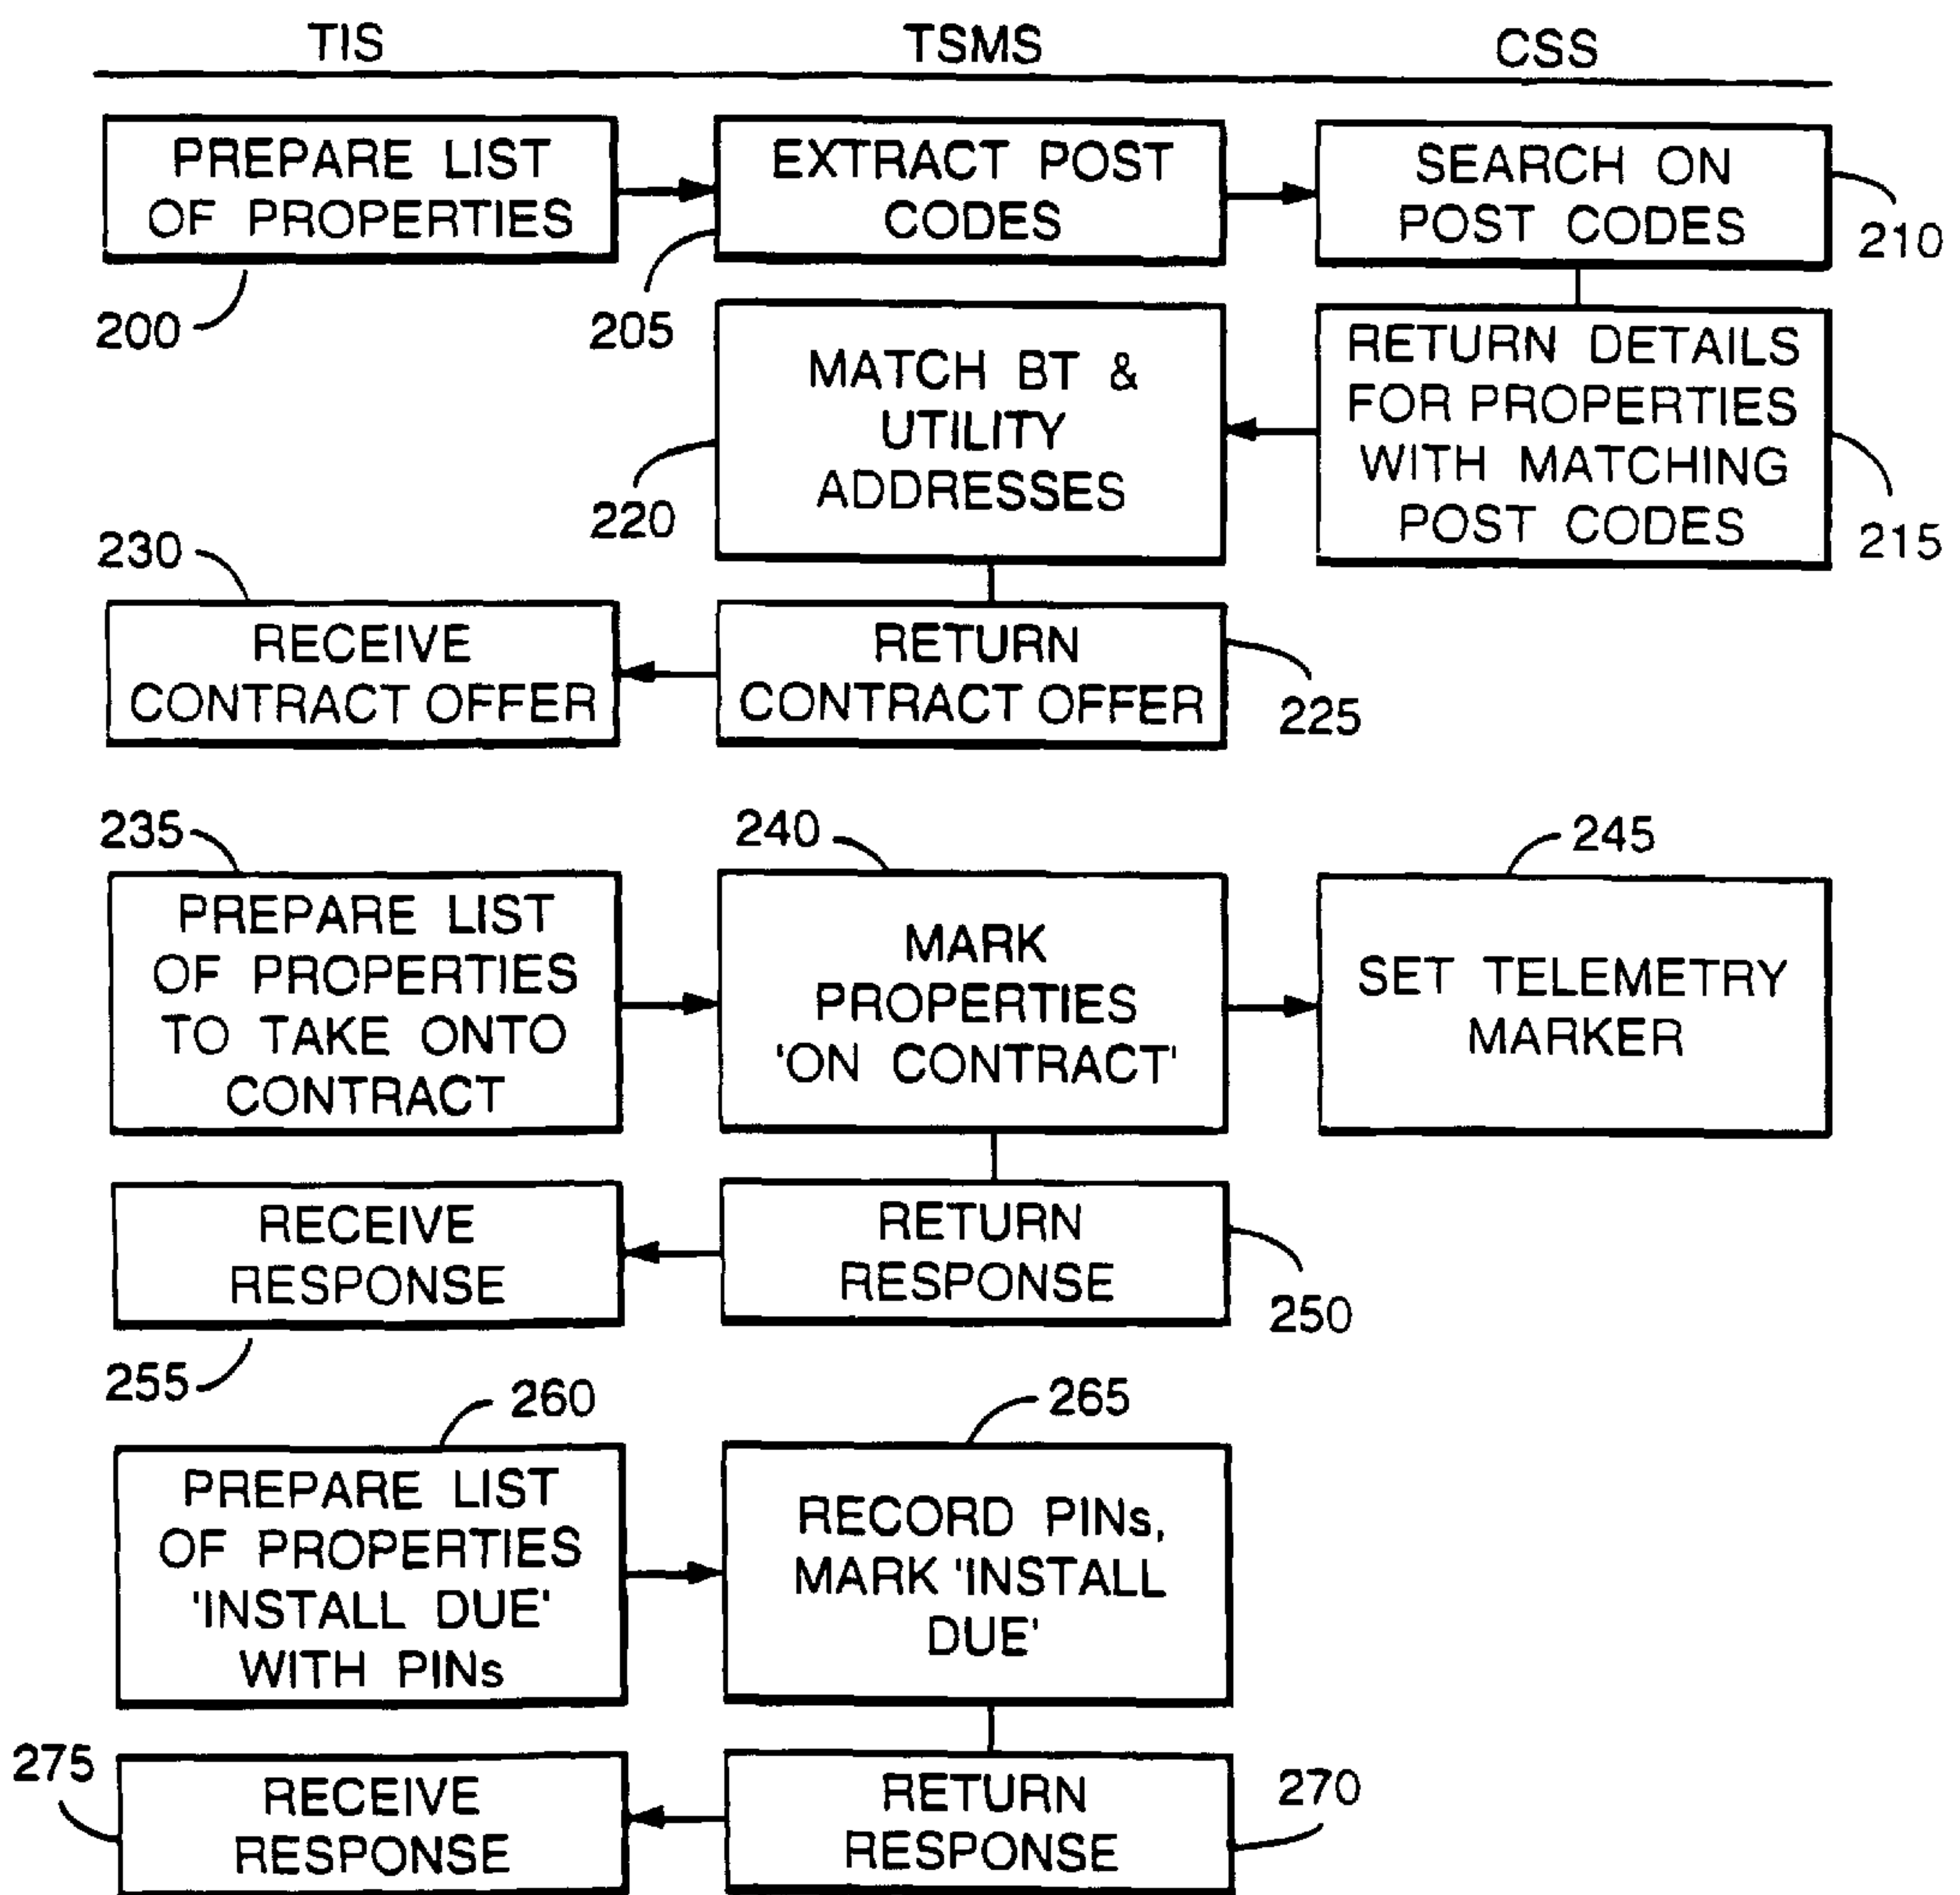 TIS TSMS CSS
PREPARE LIST
OF PROPERTIES
200
EXTRACT POST
CODES
205
SEARCH ON
POST CODES
210
RETURN DETAILS
FOR PROPERTIES
WITH MATCHING
POST CODES
215
MATCH BT &
UTILITY
ADDRESSES
220
RETURN
CONTRACT OFFER
225
230
RECEIVE
CONTRACT OFFER
235
PREPARE LIST
OF PROPERTIES
TO TAKE ONTO
CONTRACT
240
MARK
PROPERTIES
'ON CONTRACT'
245
SET TELEMETRY
MARKER
RETURN
RESPONSE
250
RECEIVE
RESPONSE
255
260
PREPARE LIST
OF PROPERTIES
'INSTALL DUE'
WITH PINs
265
RECORD PINs,
MARK 'INSTALL
DUE'
RETURN
RESPONSE
270
275
RECEIVE
RESPONSE